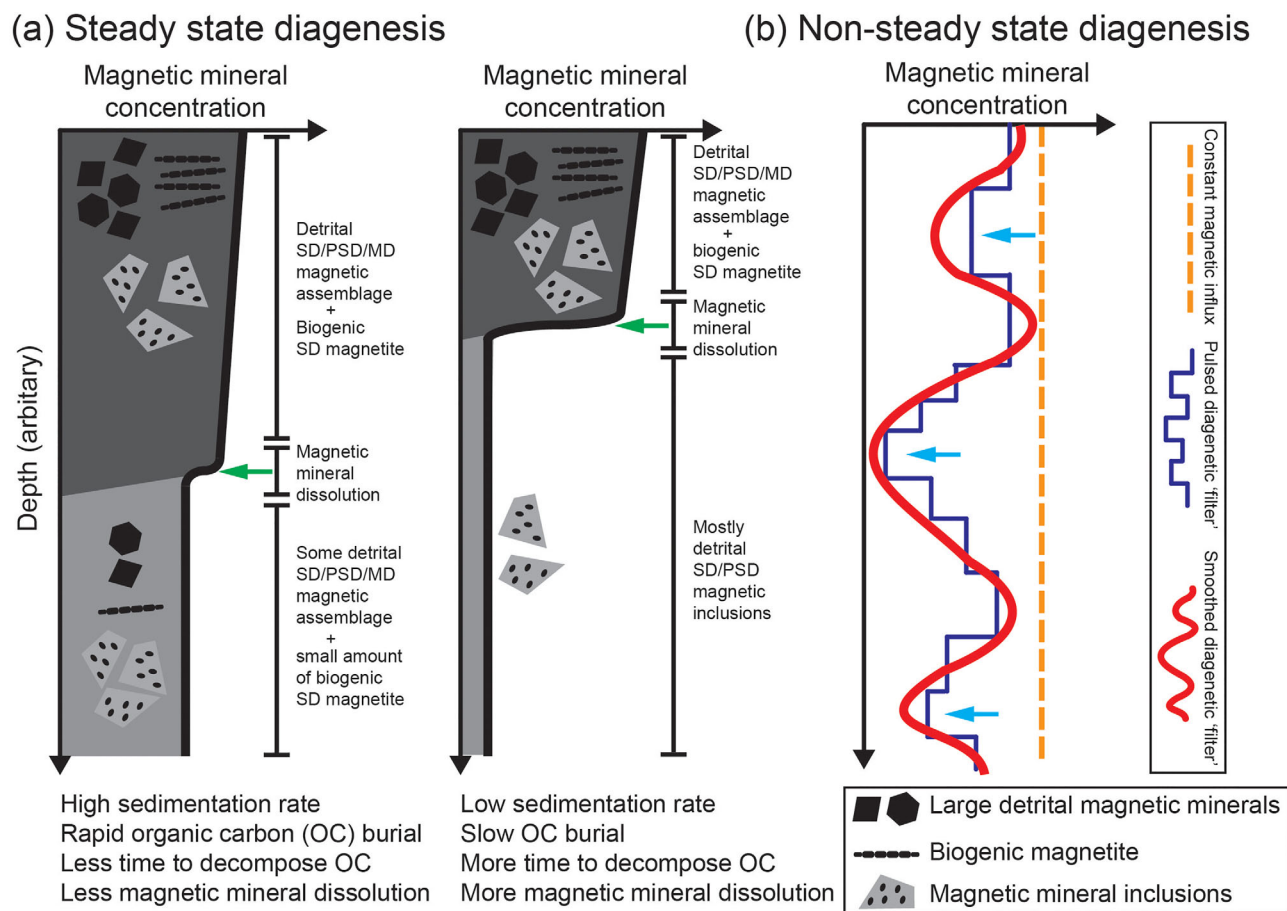 (a) Steady state diagenesis
Magnetic mineral
concentration
Depth (arbitary)
Detrital
SD/PSD/MD
magnetic
assemblage
+
Biogenic
SD magnetite
Magnetic
mineral
dissolution
Some detrital
SD/PSD/MD
magnetic
assemblage
+
small amount
of biogenic
SD magnetite
High sedimentation rate
Rapid organic carbon (OC) burial
Less time to decompose OC
Less magnetic mineral dissolution
Magnetic mineral
concentration
Detrital
SD/PSD/MD
magnetic
assemblage
+
biogenic
SD magnetite
Magnetic
mineral
dissolution
Mostly
detrital
SD/PSD
magnetic
inclusions
Low sedimentation rate
Slow OC burial
More time to decompose OC
More magnetic mineral dissolution
(b) Non-steady state diagenesis
Magnetic mineral
concentration
Constant magnetic influx
Pulsed diagenetic ‘filter’
Smoothed diagenetic ‘filter’
Large detrital magnetic minerals
Biogenic magnetite
Magnetic mineral inclusions